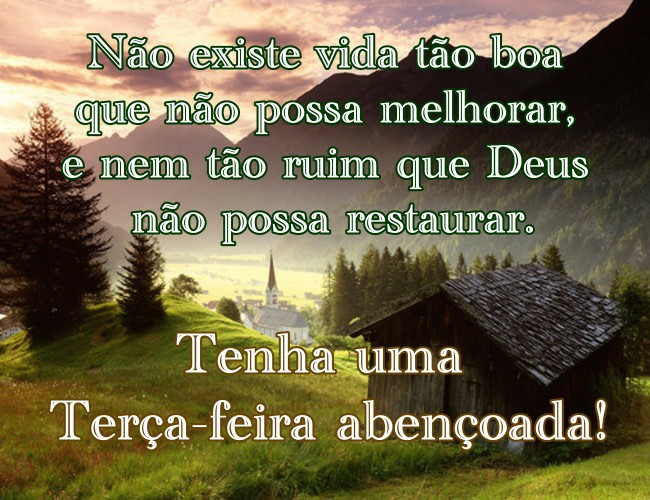 Não existe vida tão boa
que não possa melhorar,
e nem tão ruim que Deus
não possa restaurar.
Tenha uma
Terça-feira abençoada!